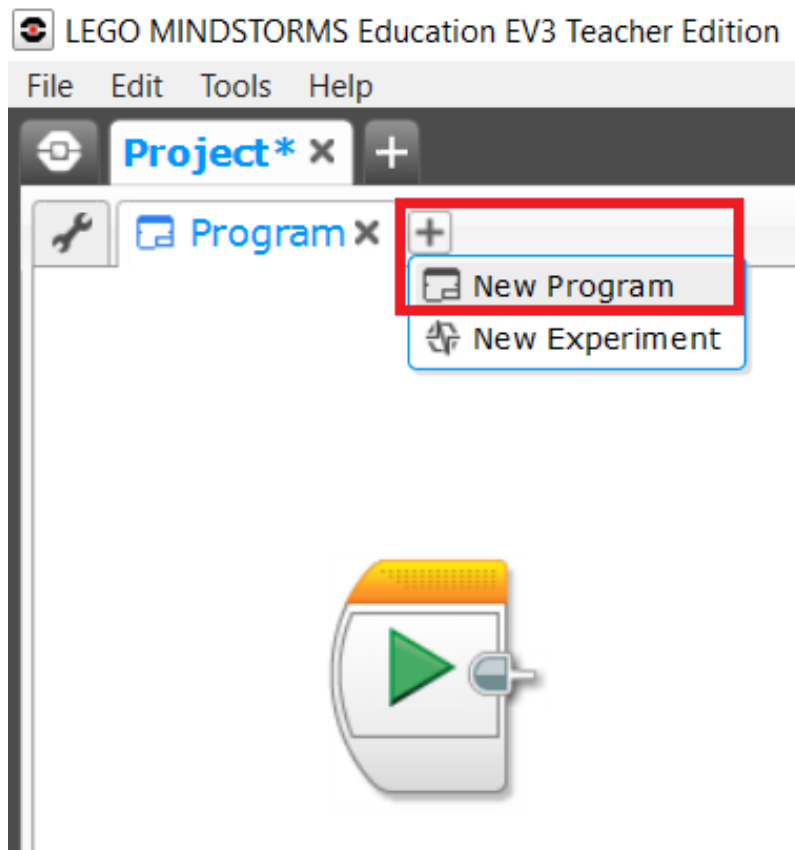 LEGO MINDSTORMS Education EV3 Teacher Edition
File Edit Tools Help
Project*
Program
New Program
New Experiment